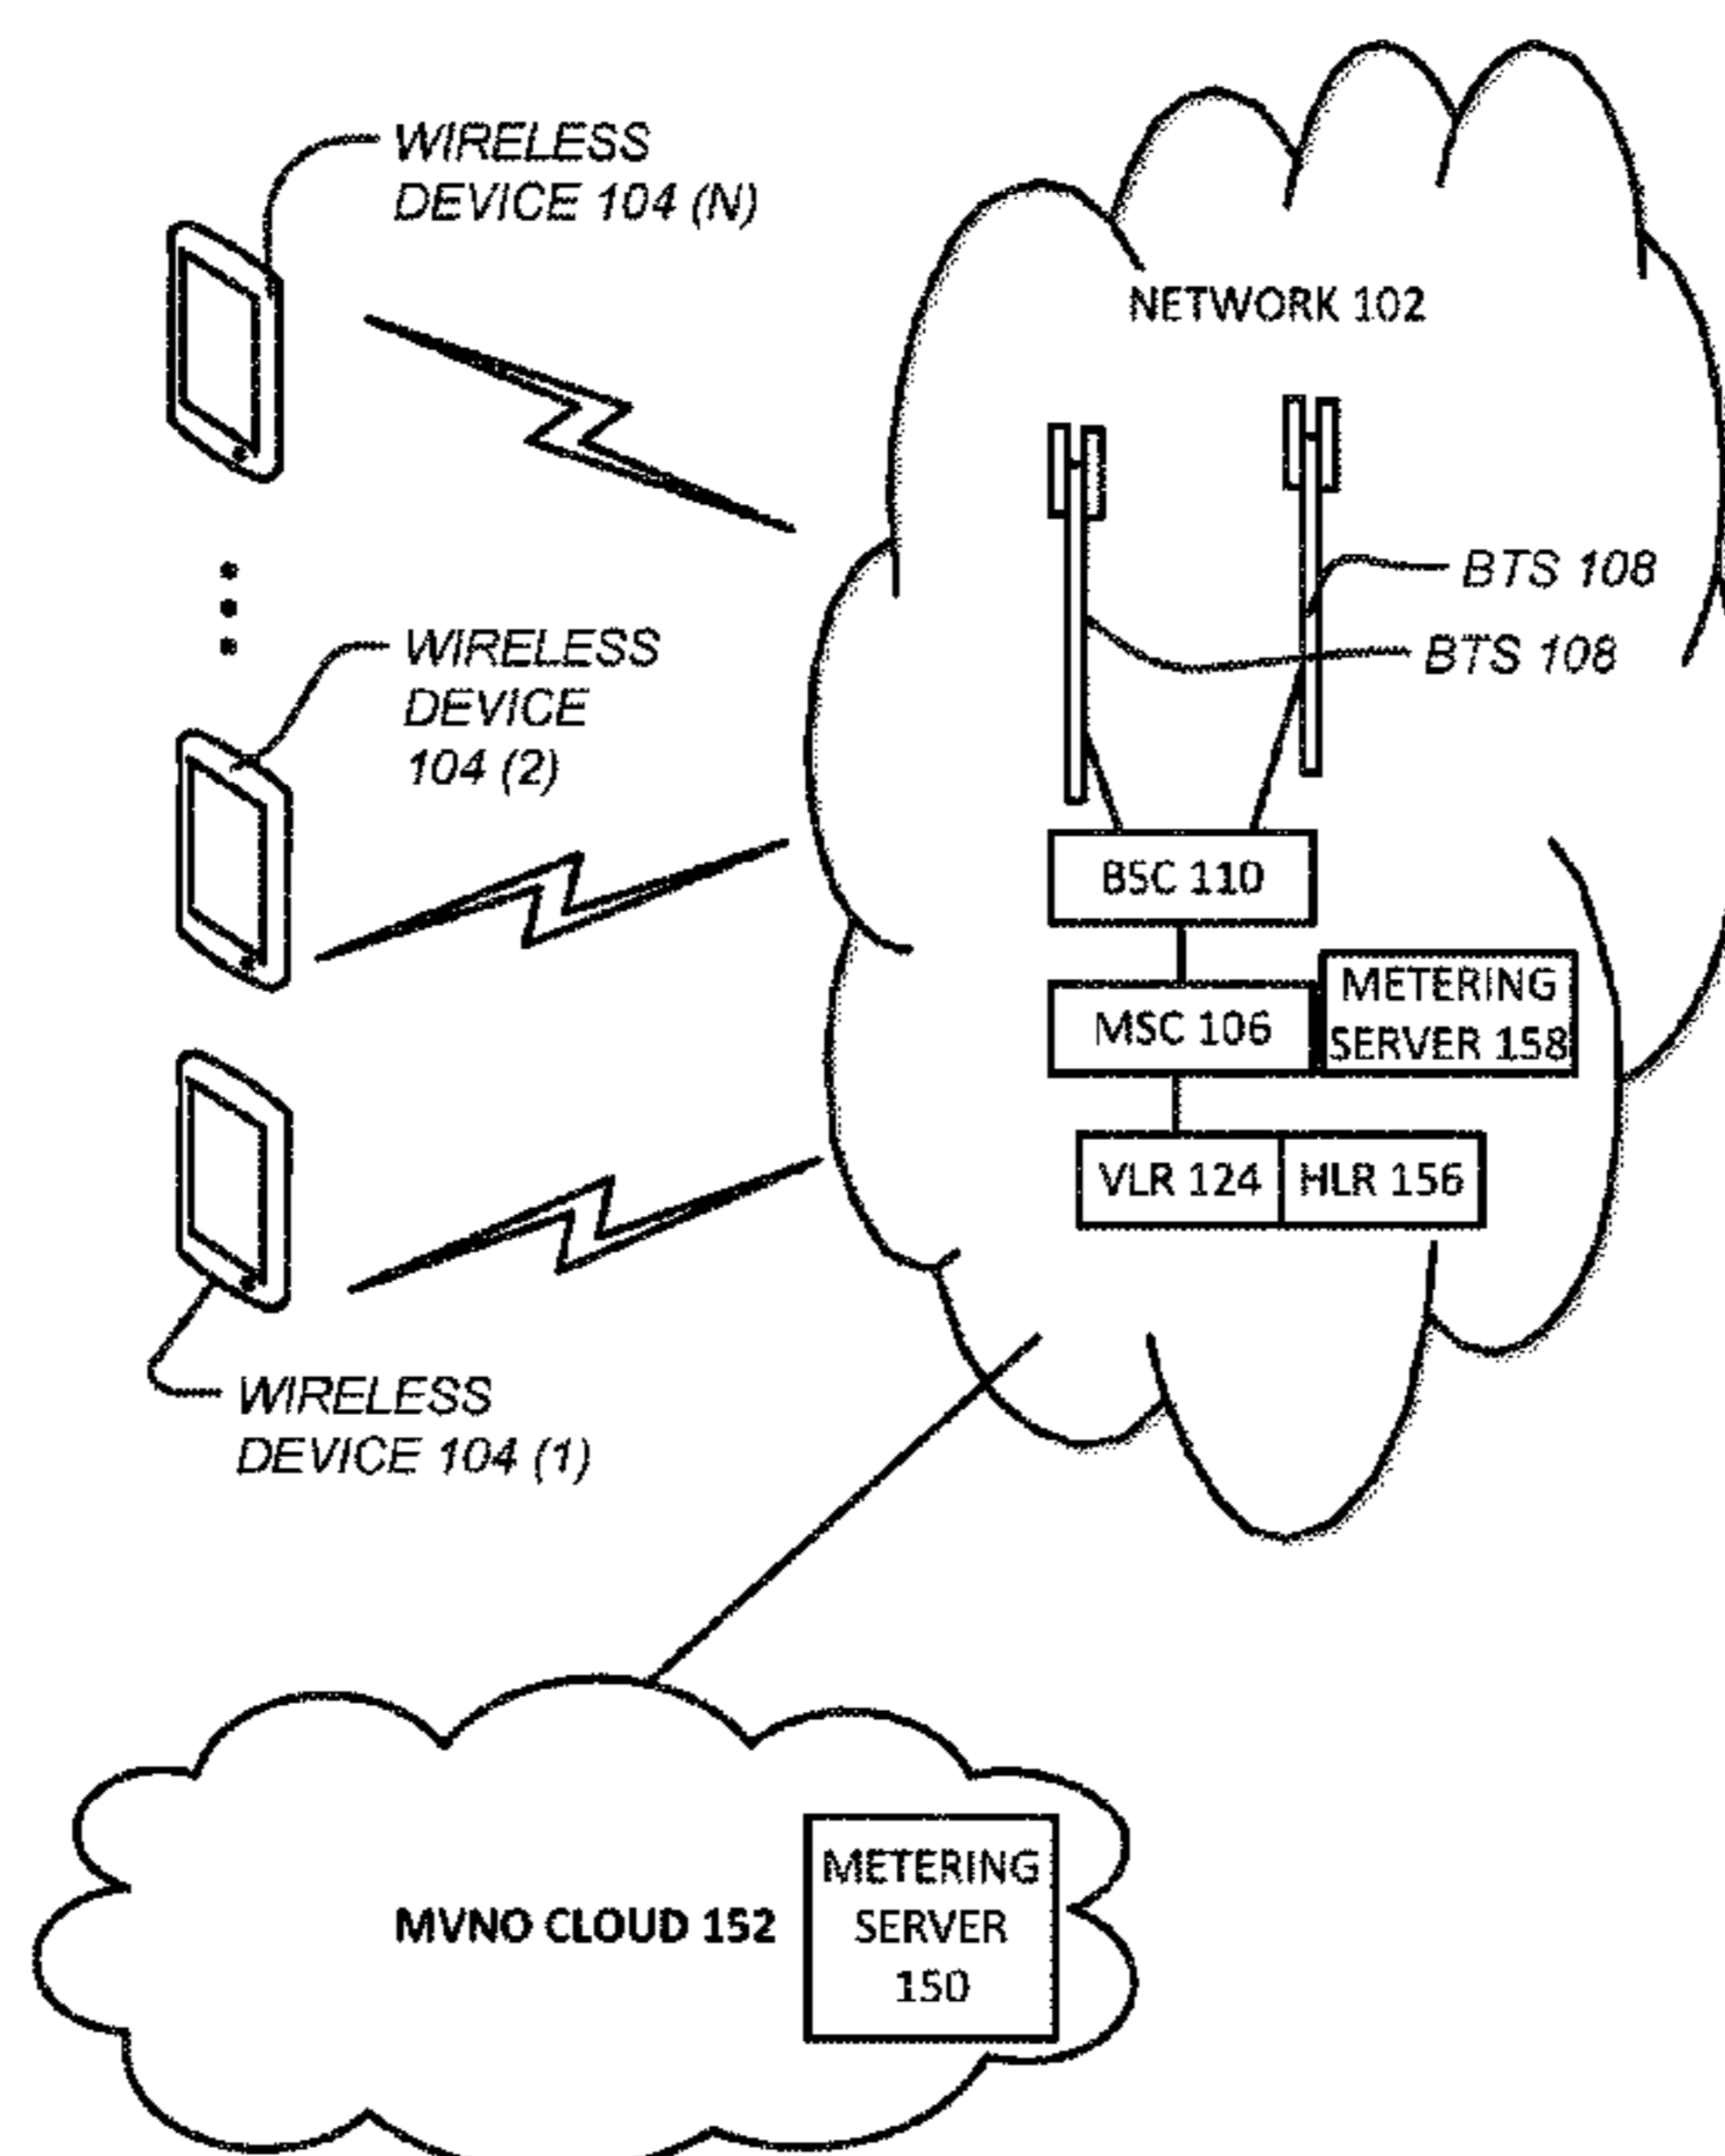 WIRELESS
DEVICE 104 (N)
NETWORK 102
BTS 108
BTS 108
WIRELESS
DEVICE
104 (2)
BSC 110
METERING
SERVER 158
MSC 106
VLR 124
HLR 156
WIRELESS
DEVICE 104 (1)
METERING
SERVER
150
MVNO CLOUD 152